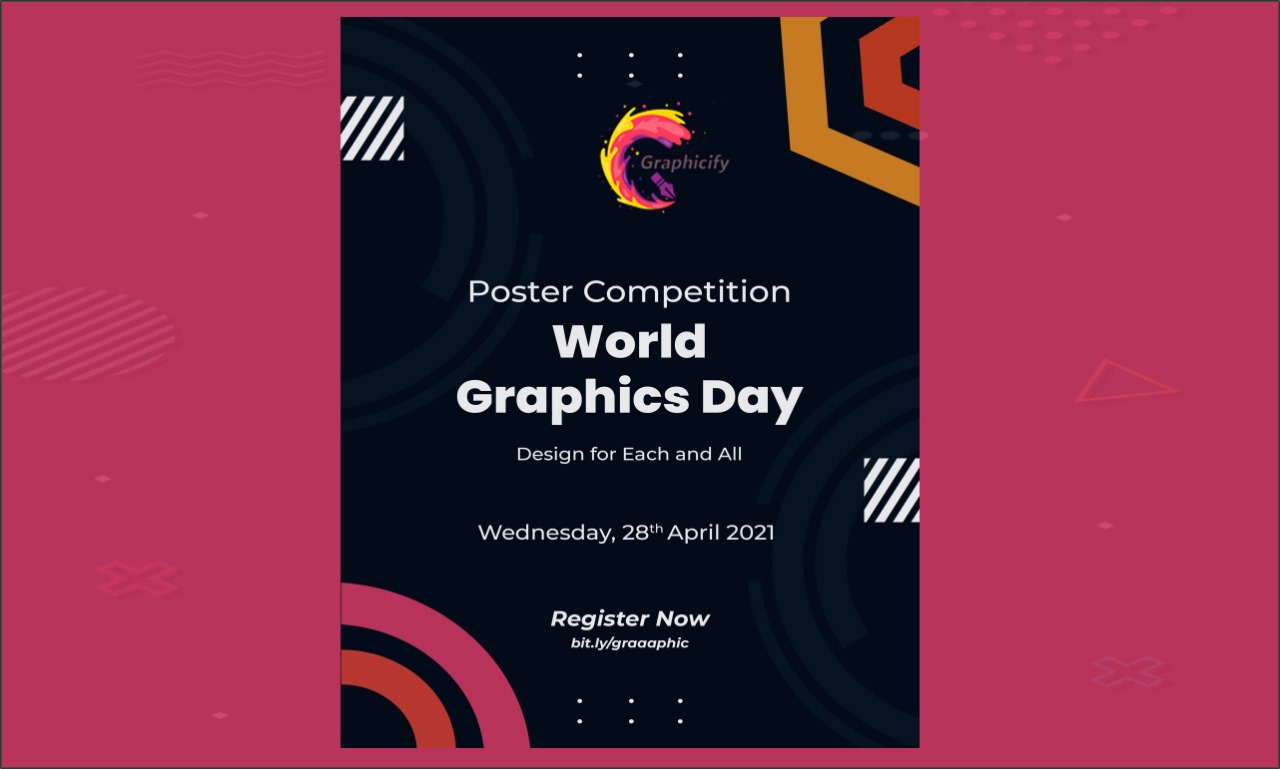 Graphicify
Poster Competition
World
Graphics Day
Design for Each and All
Wednesday, 28th April 2021
Register Now
bit.ly/graaaphic